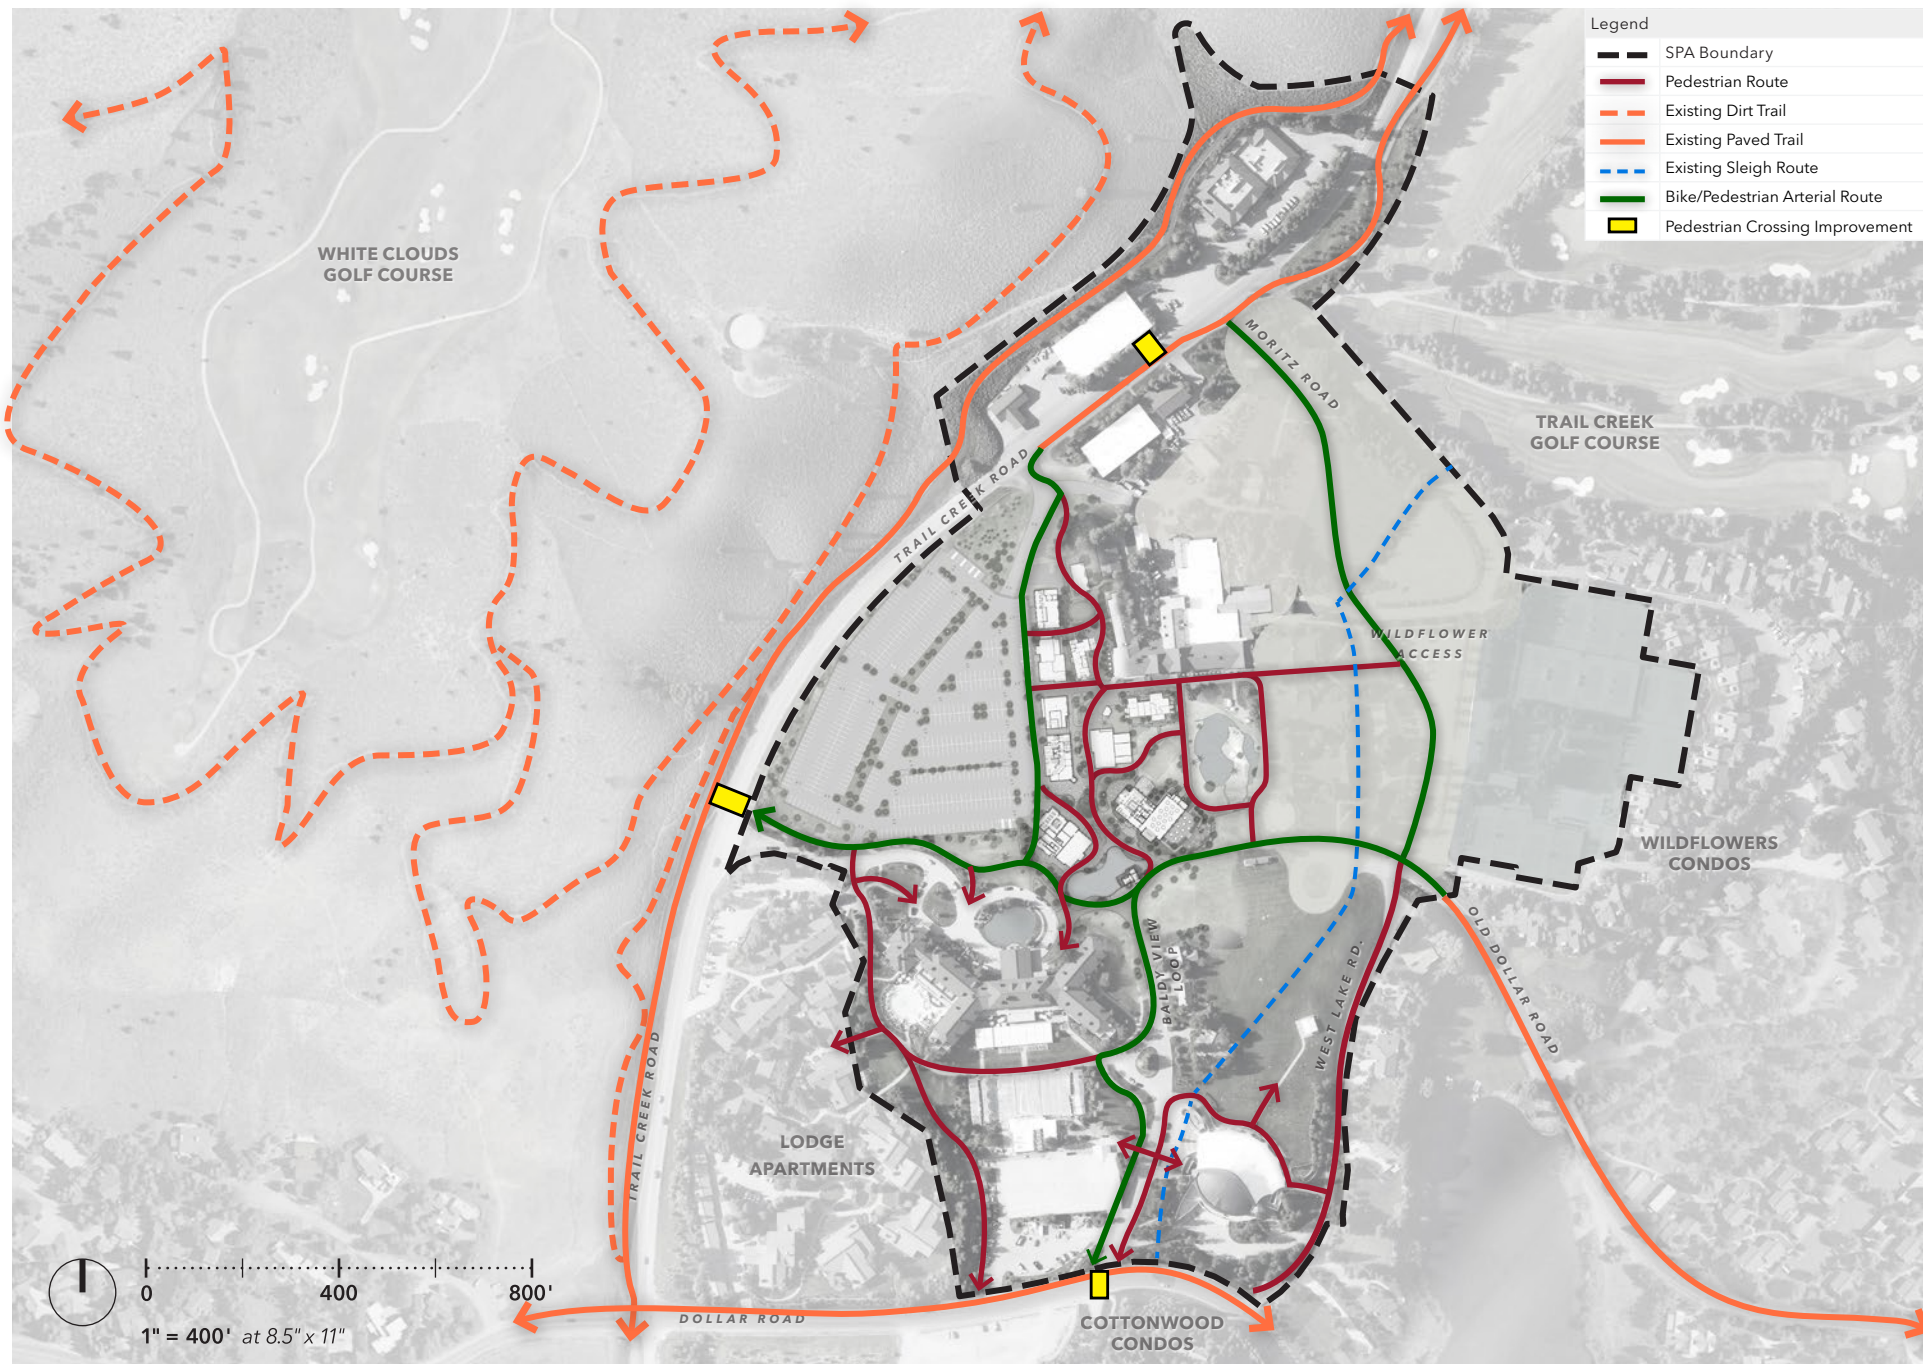 Legend
SPA Boundary
Pedestrian Route
Existing Dirt Trail
Existing Paved Trail
Existing Sleigh Route
Bike/Pedestrian Arterial Route
Pedestrian Crossing Improvement
WHITE CLOUDS
GOLF COURSE
MORITZ ROAD
TRAIL CREEK
GOLF COURSE
TRAIL CREEK ROAD
WILDFLOWER
ACCESS
WILDFLOWERS
CONDOS
OLD DOLLAR ROAD
BALDY VIEW
LOOP
WEST LAKE RD.
TRAIL CREEK ROAD
LODGE
APARTMENTS
0 400 800'
1" = 400' at 8.5" x 11"
DOLLAR ROAD
COTTONWOOD
CONDOS